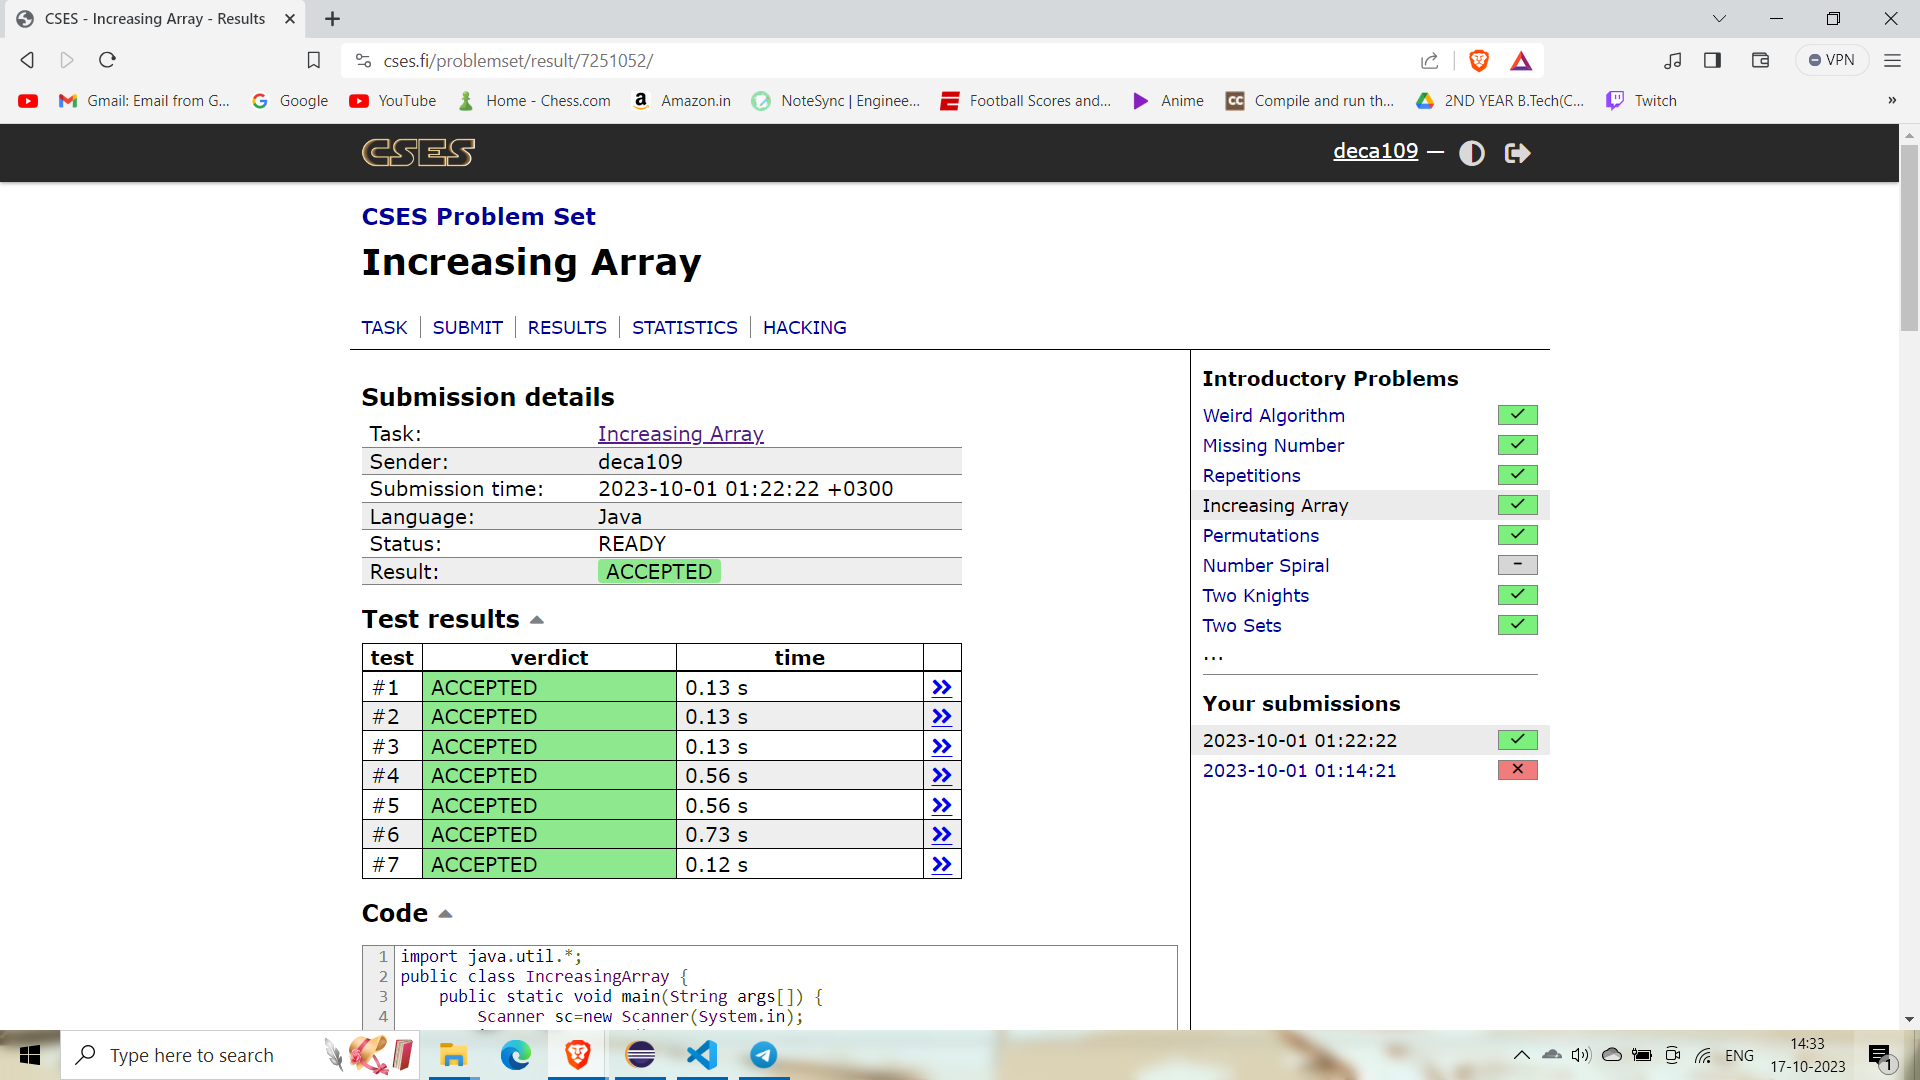 CSES - Increasing Array - Results
cses.fi/problemset/result/7251052/
VPN
Gmail: Email from G...
Google
YouTube
Home - Chess.com
Amazon.in
NoteSync | Enginee...
Football Scores and...
Anime
CC
Compile and run th...
2ND YEAR B.Tech(C...
Twitch
»
CSES
deca109 —
CSES Problem Set
Increasing Array
TASK
SUBMIT
RESULTS
STATISTICS
HACKING
Submission details
Task: Increasing Array
Sender: deca109
Submission time: 2023-10-01 01:22:22 +0300
Language: Java
Status: READY
Result: ACCEPTED
Test results
test verdict time
#1 ACCEPTED 0.13 s
#2 ACCEPTED 0.13 s
#3 ACCEPTED 0.13 s
#4 ACCEPTED 0.56 s
#5 ACCEPTED 0.56 s
#6 ACCEPTED 0.73 s
#7 ACCEPTED 0.12 s
Code
1 import java.util.*;
2 public class IncreasingArray {
3 public static void main(String args[]) {
4 Scanner sc=new Scanner(System.in);
Introductory Problems
Weird Algorithm
Missing Number
Repetitions
Increasing Array
Permutations
Number Spiral
Two Knights
Two Sets
...
Your submissions
2023-10-01 01:22:22
2023-10-01 01:14:21
Type here to search
ENG
14:33
17-10-2023
1